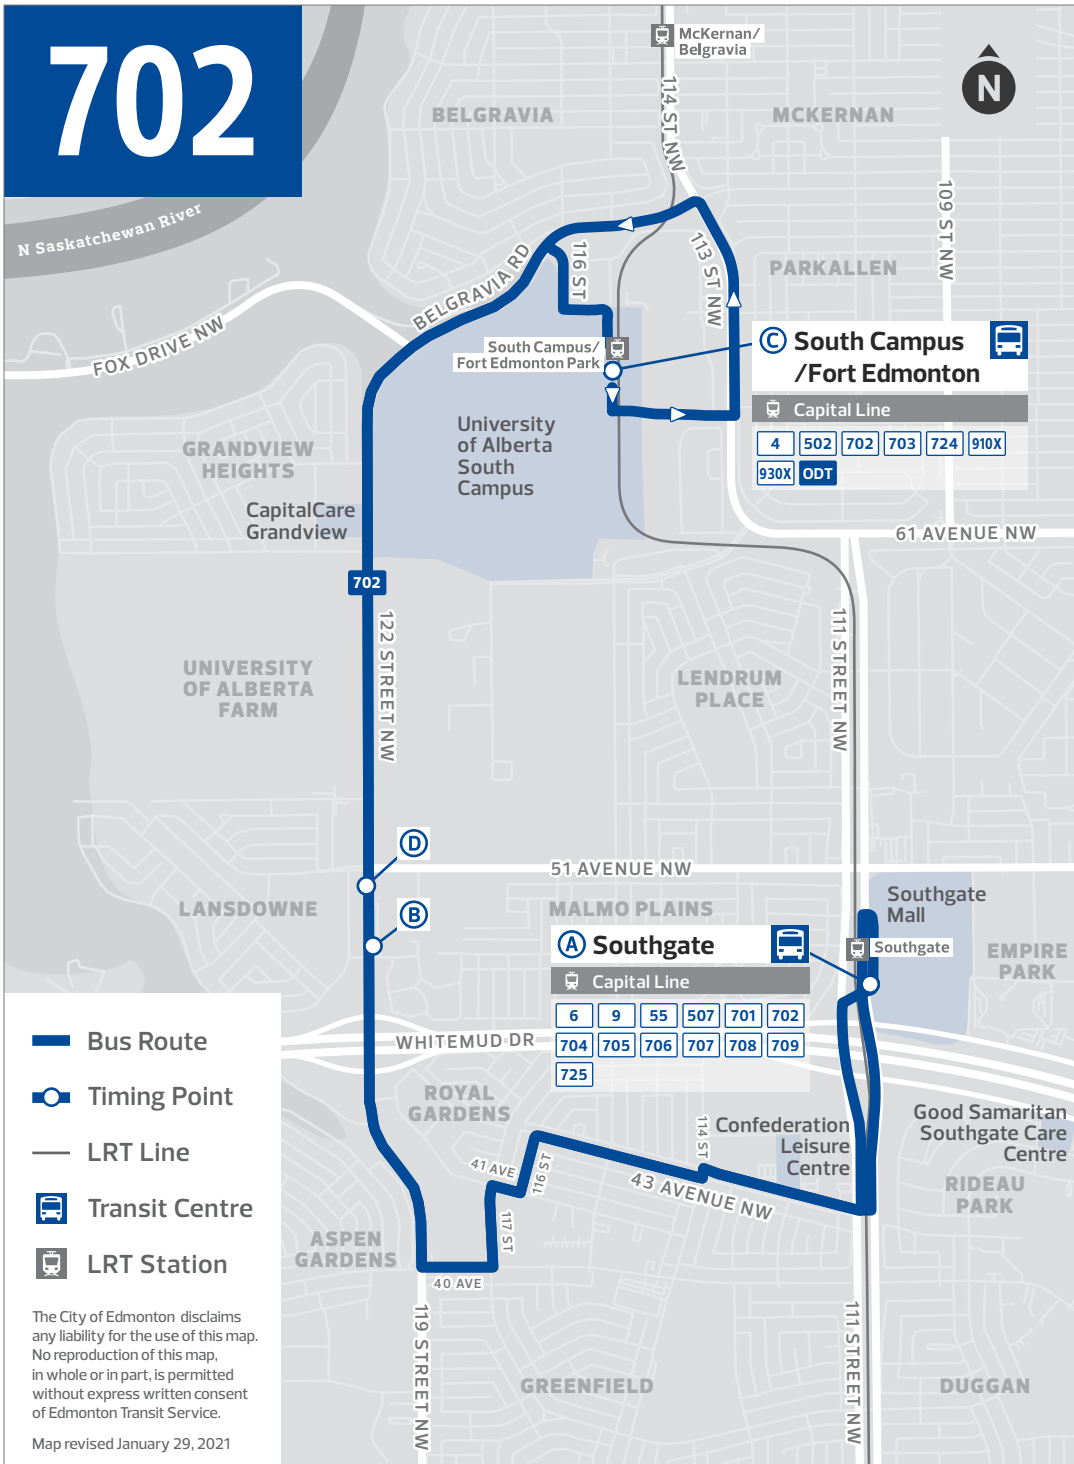 702
McKernan/
Belgravia
N
114 ST NW
BELGRAVIA
MCKERNAN
N Saskatchewan River
109 ST NW
113 ST NW
116 ST
BELGRAVIA RD
PARKALLEN
FOX DRIVE NW
South Campus/
Fort Edmonton Park
C South Campus
/Fort Edmonton
Capital Line
4 502 702 703 724 910X
930X ODT
University
of Alberta
South
Campus
GRANDVIEW
HEIGHTS
CapitalCare
Grandview
61 AVENUE NW
702
122 STREET NW
111 STREET NW
UNIVERSITY
OF ALBERTA
FARM
LENDRUM
PLACE
D
51 AVENUE NW
B
LANSDOWNE
MALMO PLAINS
Southgate
Mall
A Southgate
Southgate
EMPIRE
PARK
Capital Line
6 9 55 507 701 702
704 705 706 707 708 709
725
WHITEMUD DR
ROYAL
GARDENS
114 ST
Confederation
Leisure
Centre
Good Samaritan
Southgate Care
Centre
41 AVE
116 ST
43 AVENUE NW
RIDEAU
PARK
117 ST
ASPEN
GARDENS
40 AVE
119 STREET NW
111 STREET NW
GREENFIELD
DUGGAN
Bus Route
Timing Point
LRT Line
Transit Centre
LRT Station
The City of Edmonton disclaims
any liability for the use of this map.
No reproduction of this map,
in whole or in part, is permitted
without express written consent
of Edmonton Transit Service.
Map revised January 29, 2021